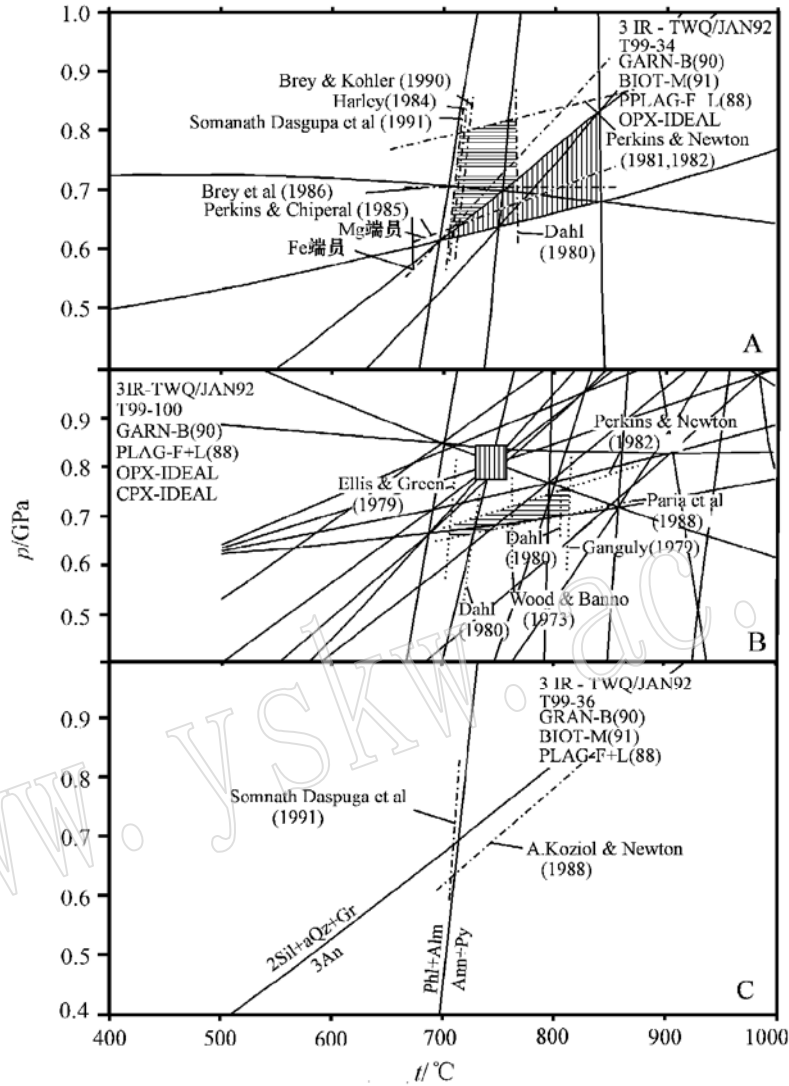 1.0
0.9
0.8
0.7
0.6
0.5
3 IR - TWQ/JAN92
T99-34
GARN-B(90)
BIOT-M(91)
PPLAG-F L(88)
OPX-IDEAL
Perkins & Newton
(1981,1982)
Brey & Kohler (1990)
Harley(1984)
Somanath Dasgupa et al (1991)
Brey et al (1986)
Perkins & Chiperal (1985)
Mg端员
Fe端员
Dahl
(1980)
A
0.9
0.8
0.7
0.6
0.5
3IR-TWQ/JAN92
T99-100
GARN-B(90)
PLAG-F+L(88)
OPX-IDEAL
CPX-IDEAL
Perkins & Newton
(1982)
Ellis & Green
(1979)
Paria et al
(1988)
Dahl
(1980)
Ganguly(1979)
Dahl
(1980)
Wood & Banno
(1973)
B
p/GPa
0.9
0.8
0.7
0.6
0.5
0.4
3 IR - TWQ/JAN92
T99-36
GRAN-B(90)
BIOT-M(91)
PLAG-F+L(88)
Somnath Daspuga et al
(1991)
A.Koziol & Newton
(1988)
2Sil+aQz+Gr
3An
Phl+Alm
Ann+Py
C
400
500
600
700
800
900
1000
t/℃
www.yskw.ac.